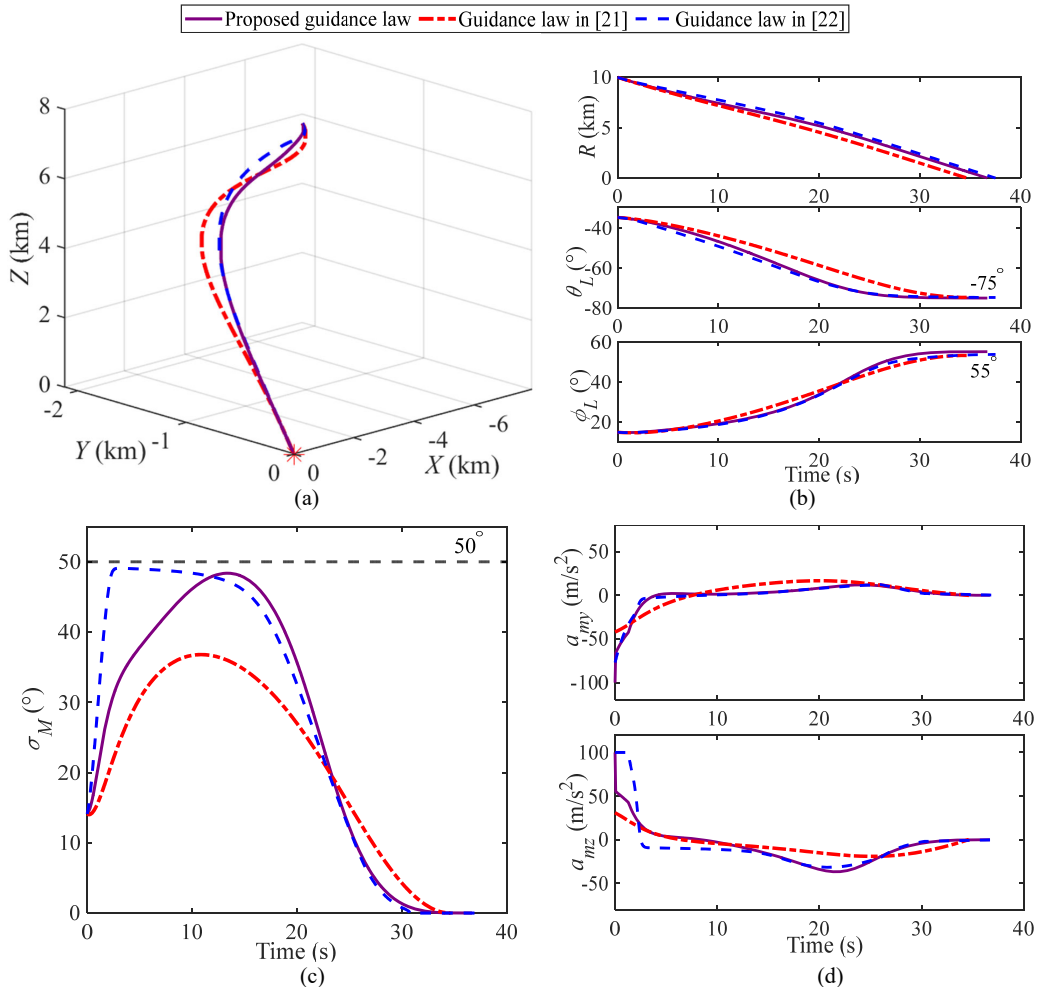 Proposed guidance law Guidance law in [21] Guidance law in [22]
8
6
4
2
0
Z (km)
-2
-1
0
Y (km)
0
-2
-4
-6
X (km)
(a)
10
5
0
R (km)
0 10 20 30 40
-40
-60
-80
θL (°)
-75°
0 10 20 30 40
60
40
20
ϕL (°)
55°
0 10 20 30 40
Time (s)
(b)
50°
50
40
30
20
10
0
σM (°)
0 10 20 30 40
Time (s)
(c)
50
0
-50
-100
amy (m/s²)
0 10 20 30 40
100
50
0
-50
amz (m/s²)
0 10 20 30 40
Time (s)
(d)